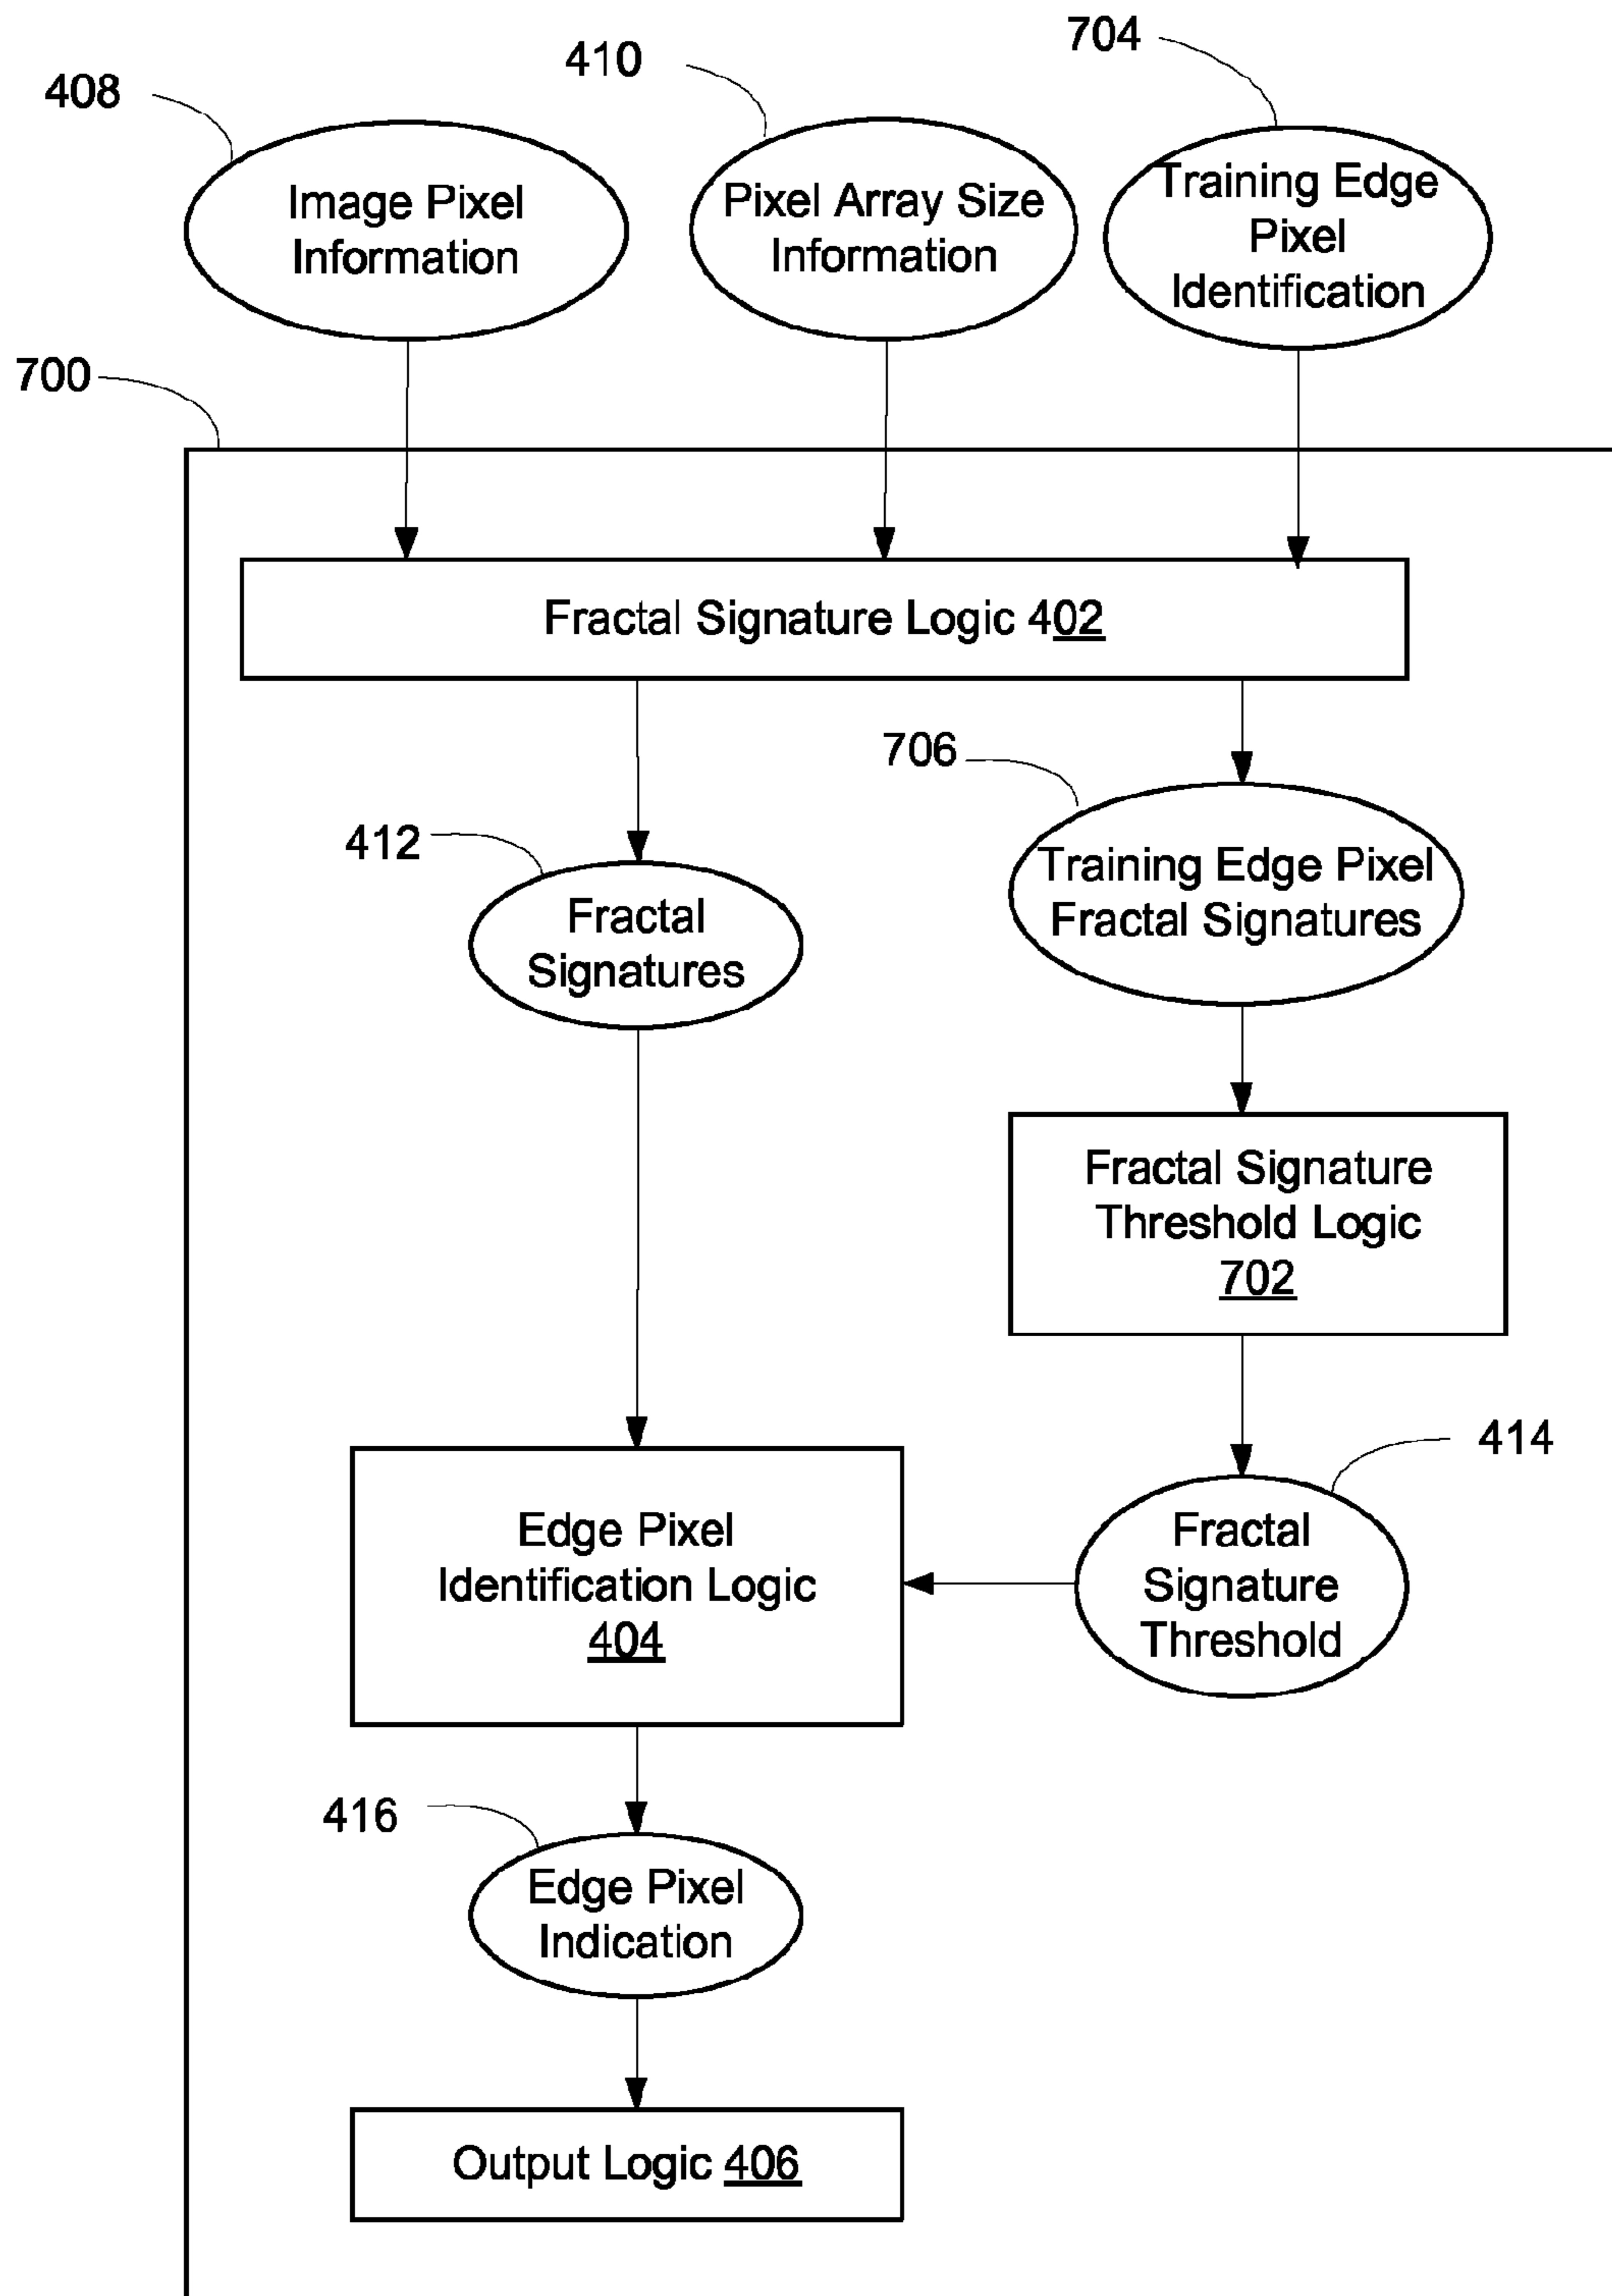 704
410
408
Image Pixel
Information
Pixel Array Size
Information
Training Edge
Pixel
Identification
700
Fractal Signature Logic 402
706
412
Training Edge Pixel
Fractal Signatures
Fractal
Signatures
Fractal Signature
Threshold Logic
702
414
Edge Pixel
Identification Logic
404
Fractal
Signature
Threshold
416
Edge Pixel
Indication
Output Logic 406